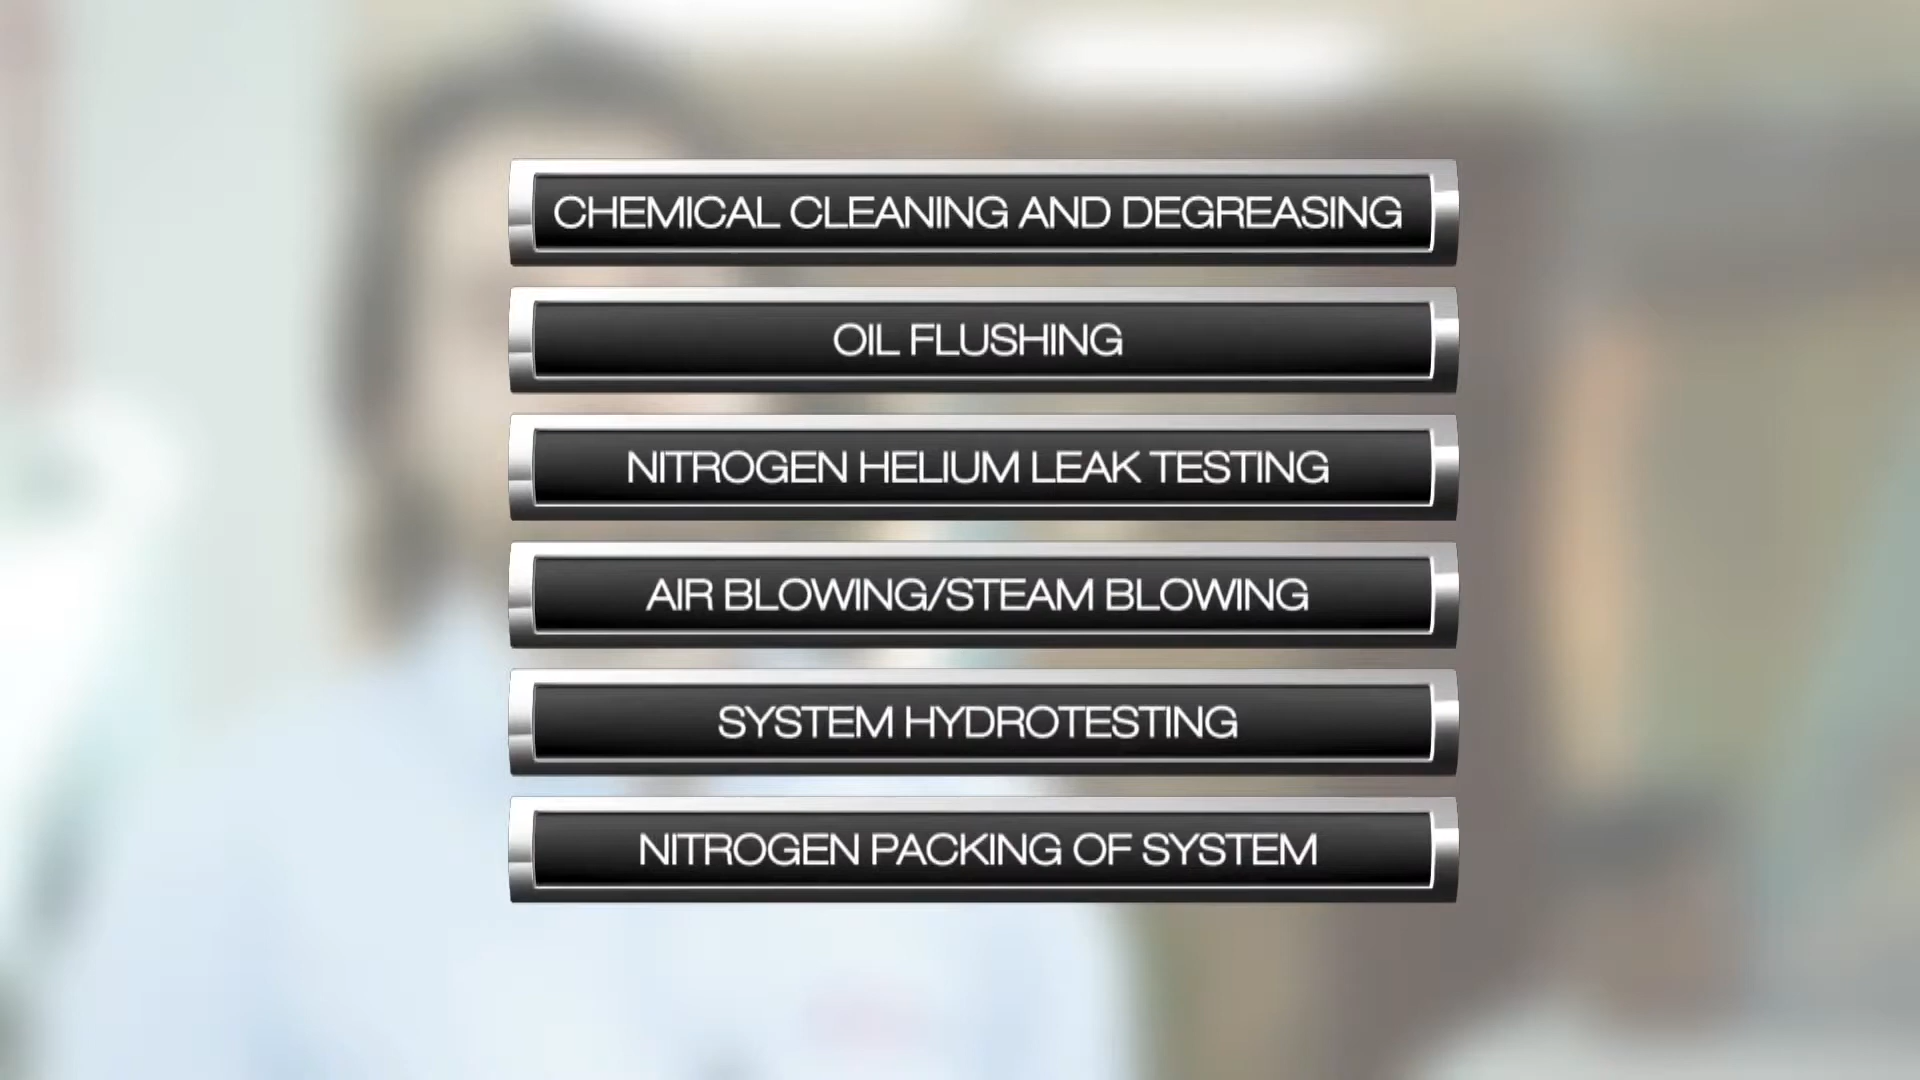 CHEMICAL CLEANING AND DEGREASING
OIL FLUSHING
NITROGEN HELIUM LEAK TESTING
AIR BLOWING/STEAM BLOWING
SYSTEM HYDROTESTING
NITROGEN PACKING OF SYSTEM